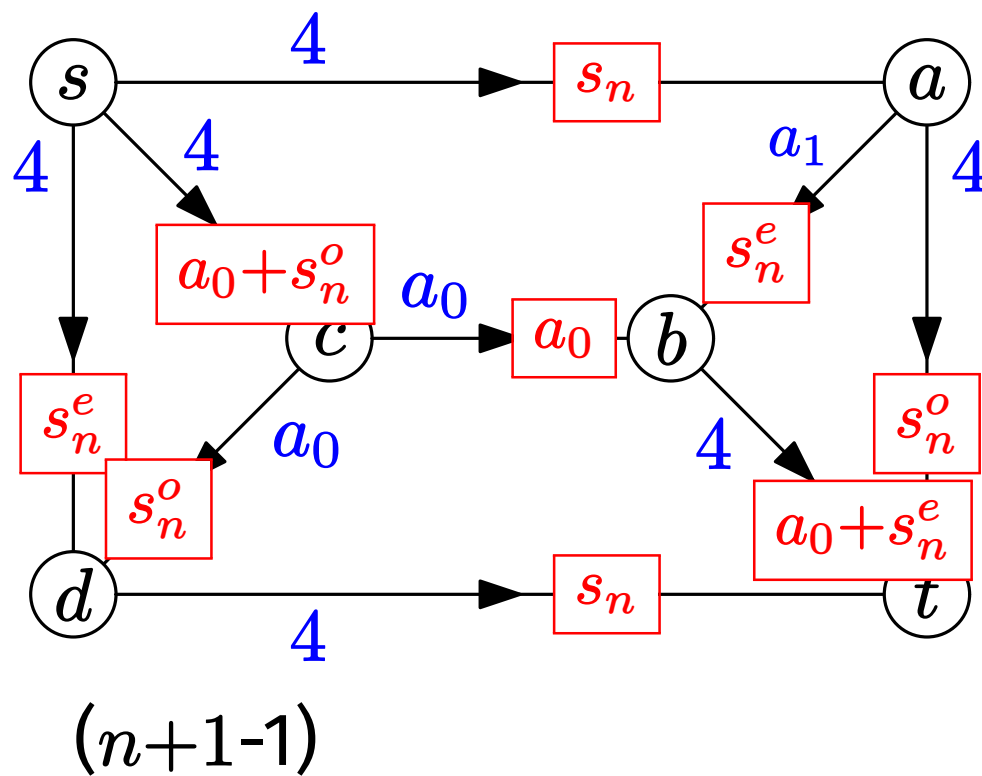 s 4 s_n a
4 4 a_1 4
a_0+s_n^o s_n^e
c a_0 a_0 b
s_n^e a_0 4 s_n^o
s_n^o a_0+s_n^e
d 4 s_n t
(n+1-1)